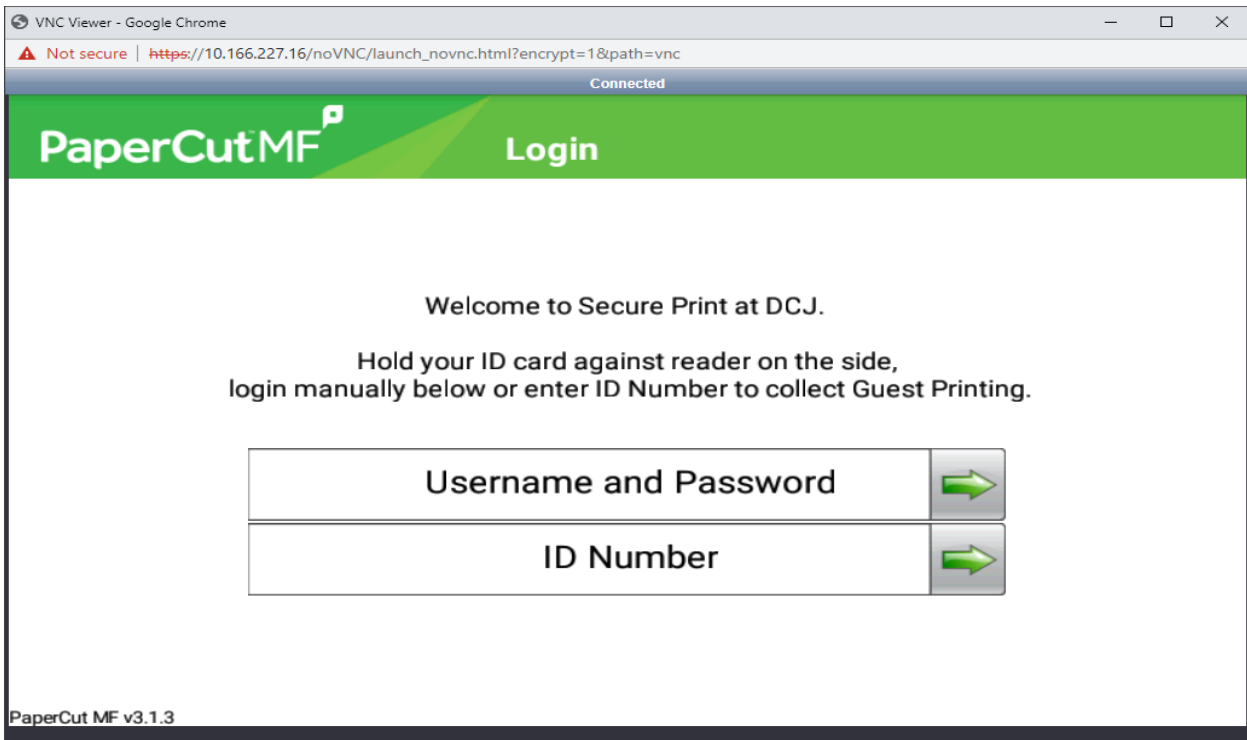 VNC Viewer - Google Chrome
Not secure | https://10.166.227.16/noVNC/launch_novnc.html?encrypt=1&path=vnc
Connected
PaperCut™MF
Login
Welcome to Secure Print at DCJ.
Hold your ID card against reader on the side,
login manually below or enter ID Number to collect Guest Printing.
Username and Password
ID Number
PaperCut MF v3.1.3